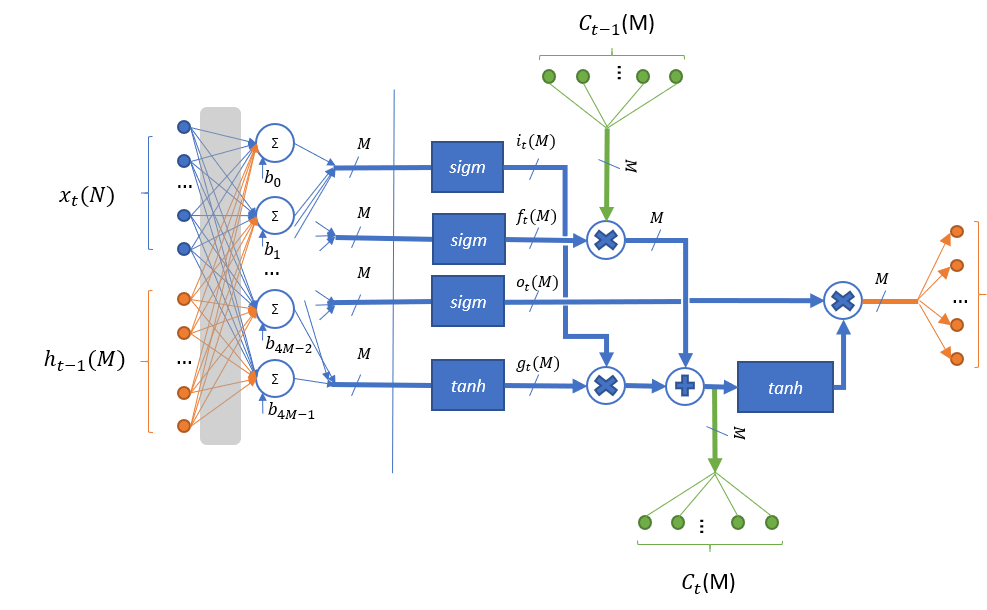 C_{t-1}(M)
M
x_t(N)
...
Σ
b_0
Σ
b_1
...
h_{t-1}(M)
...
Σ
b_{4M-2}
Σ
b_{4M-1}
M
sigm
i_t(M)
M
sigm
f_t(M)
M
M
sigm
o_t(M)
M
M
tanh
g_t(M)
tanh
M
...
C_t(M)